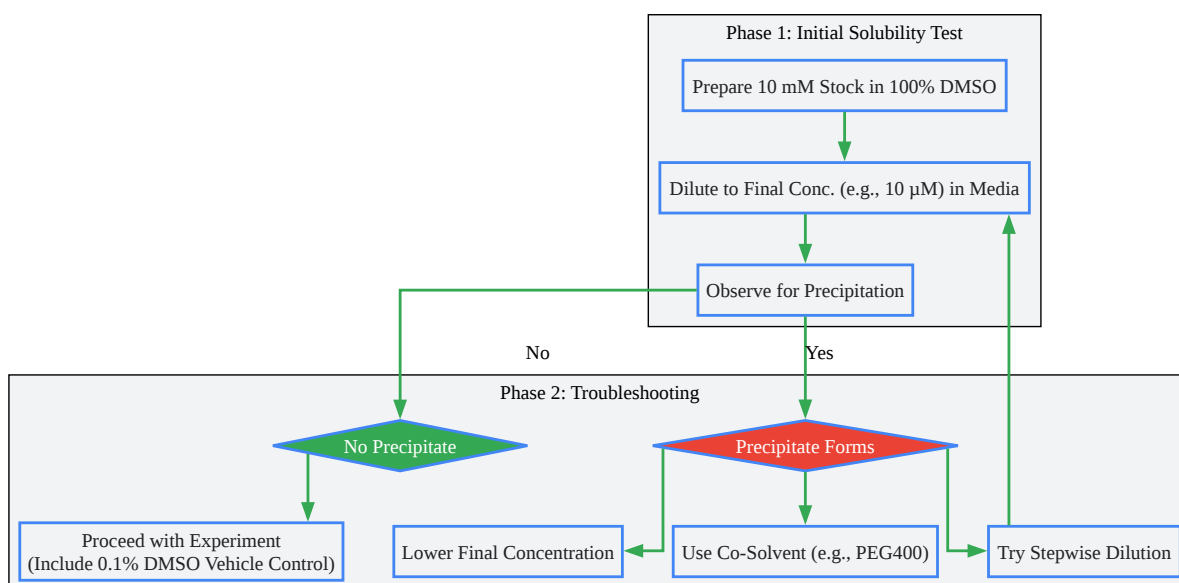 Phase 1: Initial Solubility Test
Prepare 10 mM Stock in 100% DMSO
Dilute to Final Conc. (e.g., 10 µM) in Media
Observe for Precipitation
No
Yes
Phase 2: Troubleshooting
No Precipitate
Precipitate Forms
Proceed with Experiment
(Include 0.1% DMSO Vehicle Control)
Lower Final Concentration
Use Co-Solvent (e.g., PEG400)
Try Stepwise Dilution